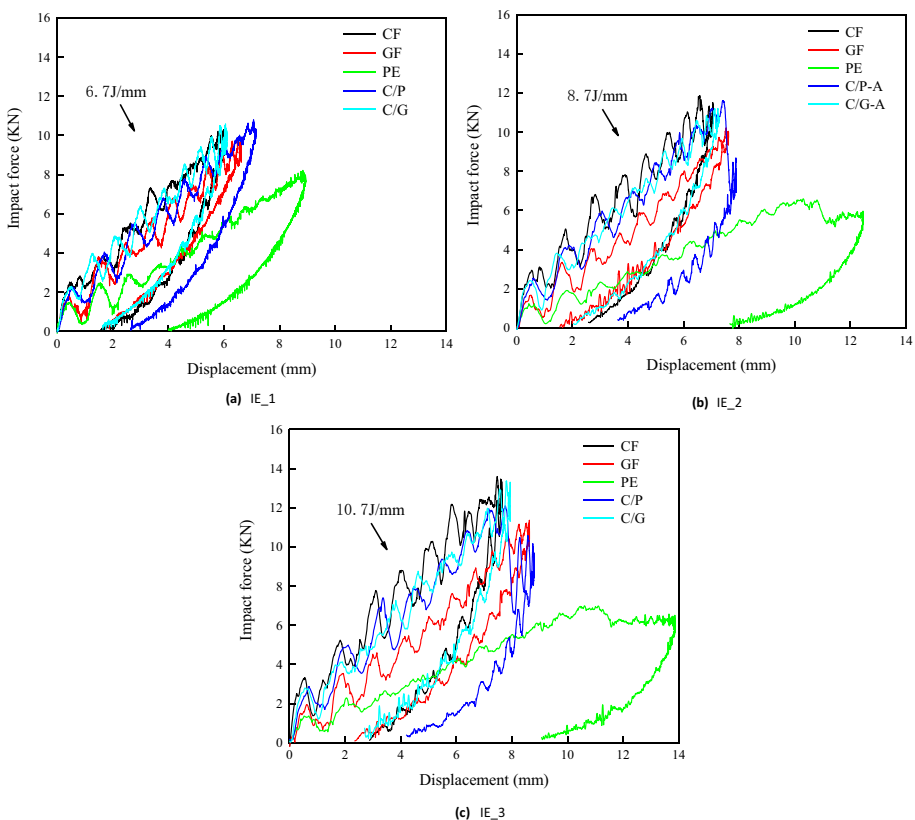 16
14
12
10
8
6
4
2
0
Impact force (KN)
CF
GF
PE
C/P
C/G
6. 7J/mm
0 2 4 6 8 10 12 14
Displacement (mm)
(a) IE_1
16
14
12
10
8
6
4
2
0
Impact force (KN)
CF
GF
PE
C/P-A
C/G-A
8. 7J/mm
0 2 4 6 8 10 12 14
Displacement (mm)
(b) IE_2
16
14
12
10
8
6
4
2
0
Impact force (KN)
CF
GF
PE
C/P
C/G
10. 7J/mm
0 2 4 6 8 10 12 14
Displacement (mm)
(c) IE_3